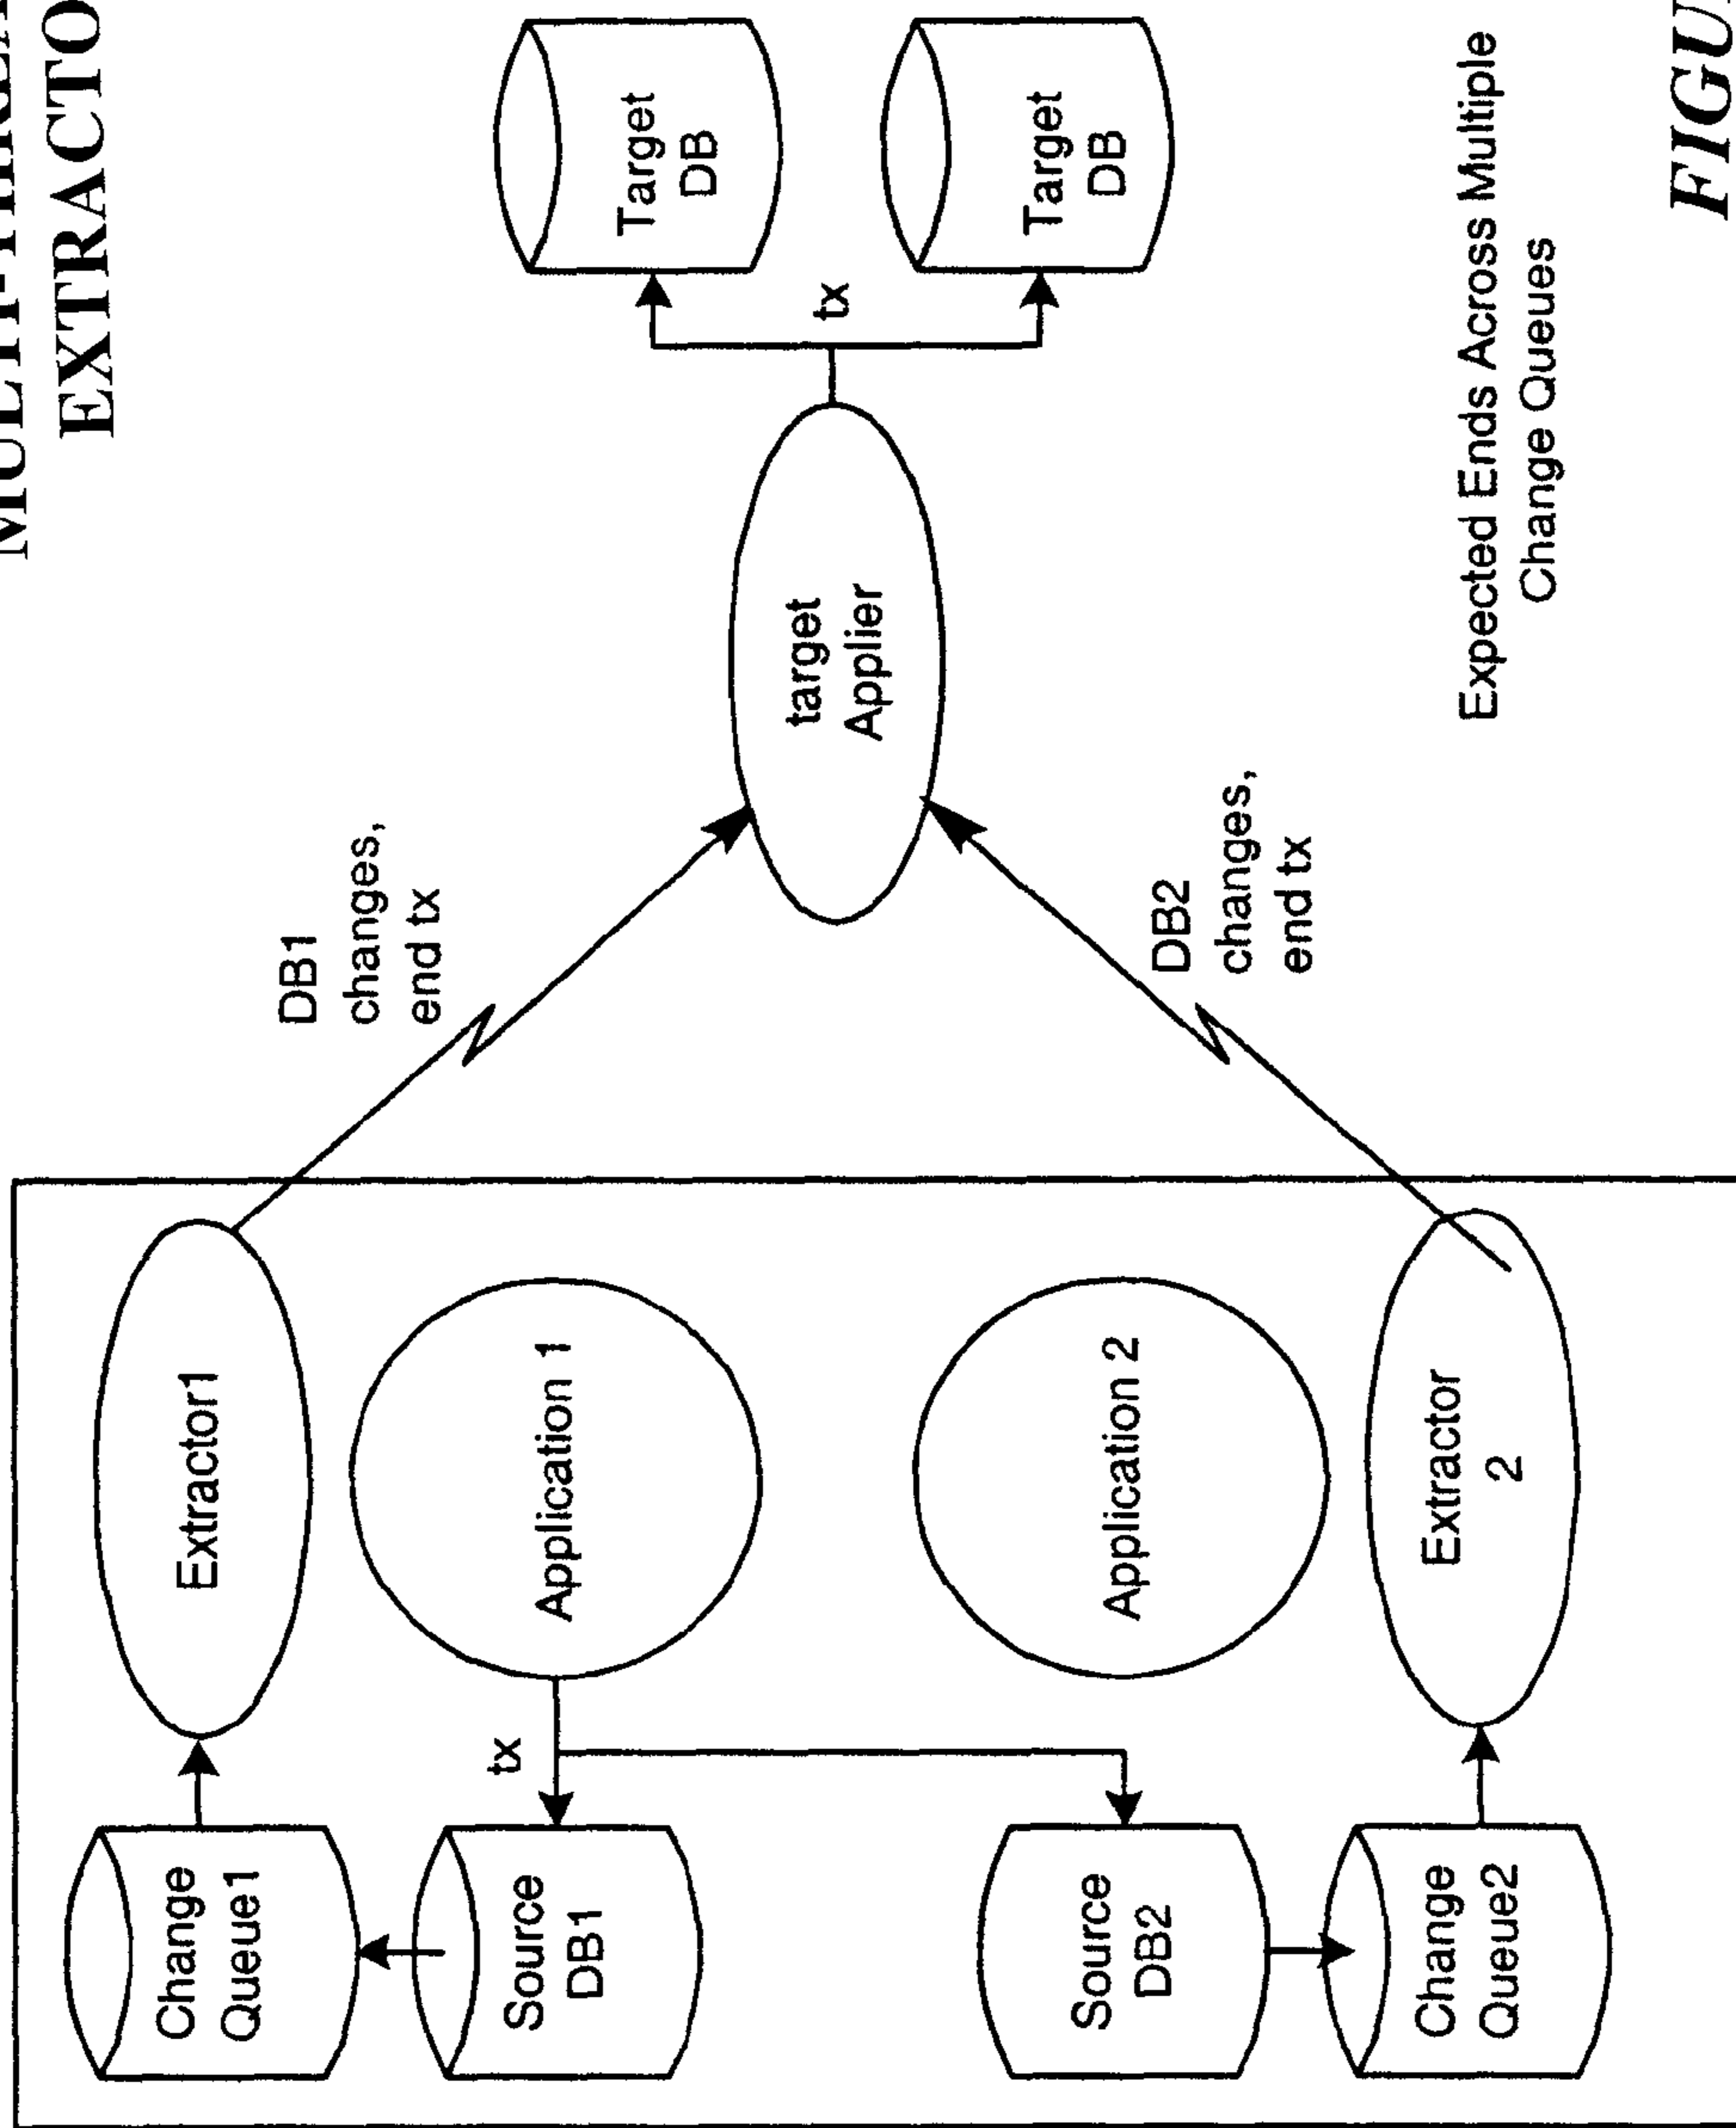 EXTRACTO
Change
Queue1
Extractor1
DB1
changes,
end tx
Source
DB1
tx
Application 1
target
Applier
tx
Target
DB
Target
DB
Source
DB2
Application 2
DB2
changes,
end tx
Change
Queue2
Extractor
2
Expected Ends Across Multiple
Change Queues
FIGU